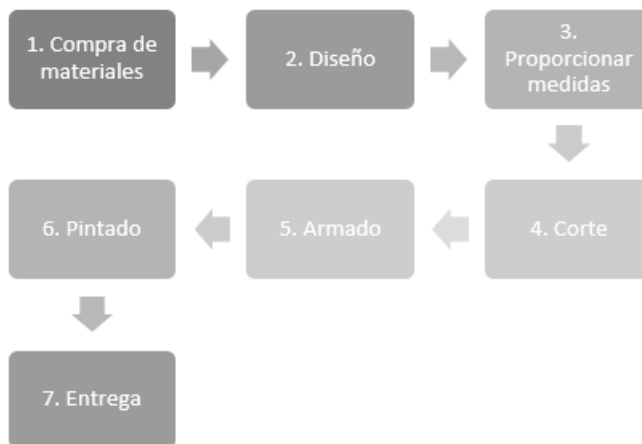 1. Compra de
materiales
2. Diseño
3.
Proporcionar
medidas
4. Corte
5. Armado
6. Pintado
7. Entrega